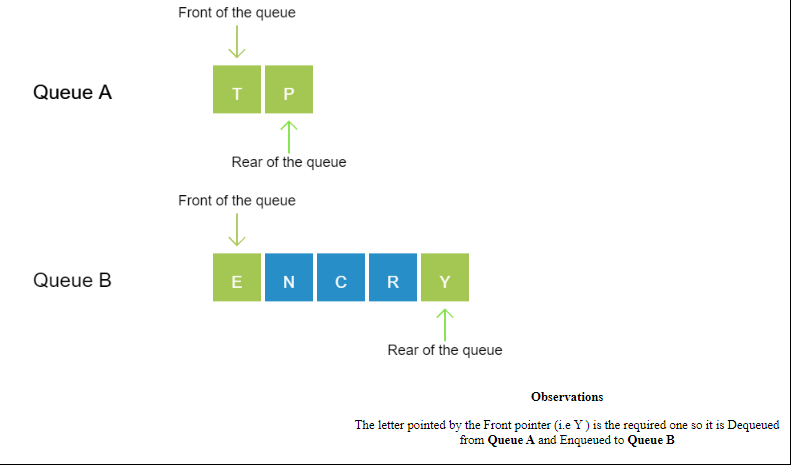 Front of the queue
Queue A
T P
Rear of the queue
Front of the queue
Queue B
E N C R Y
Rear of the queue
Observations
The letter pointed by the Front pointer (i.e Y ) is the required one so it is Dequeued
from Queue A and Enqueued to Queue B